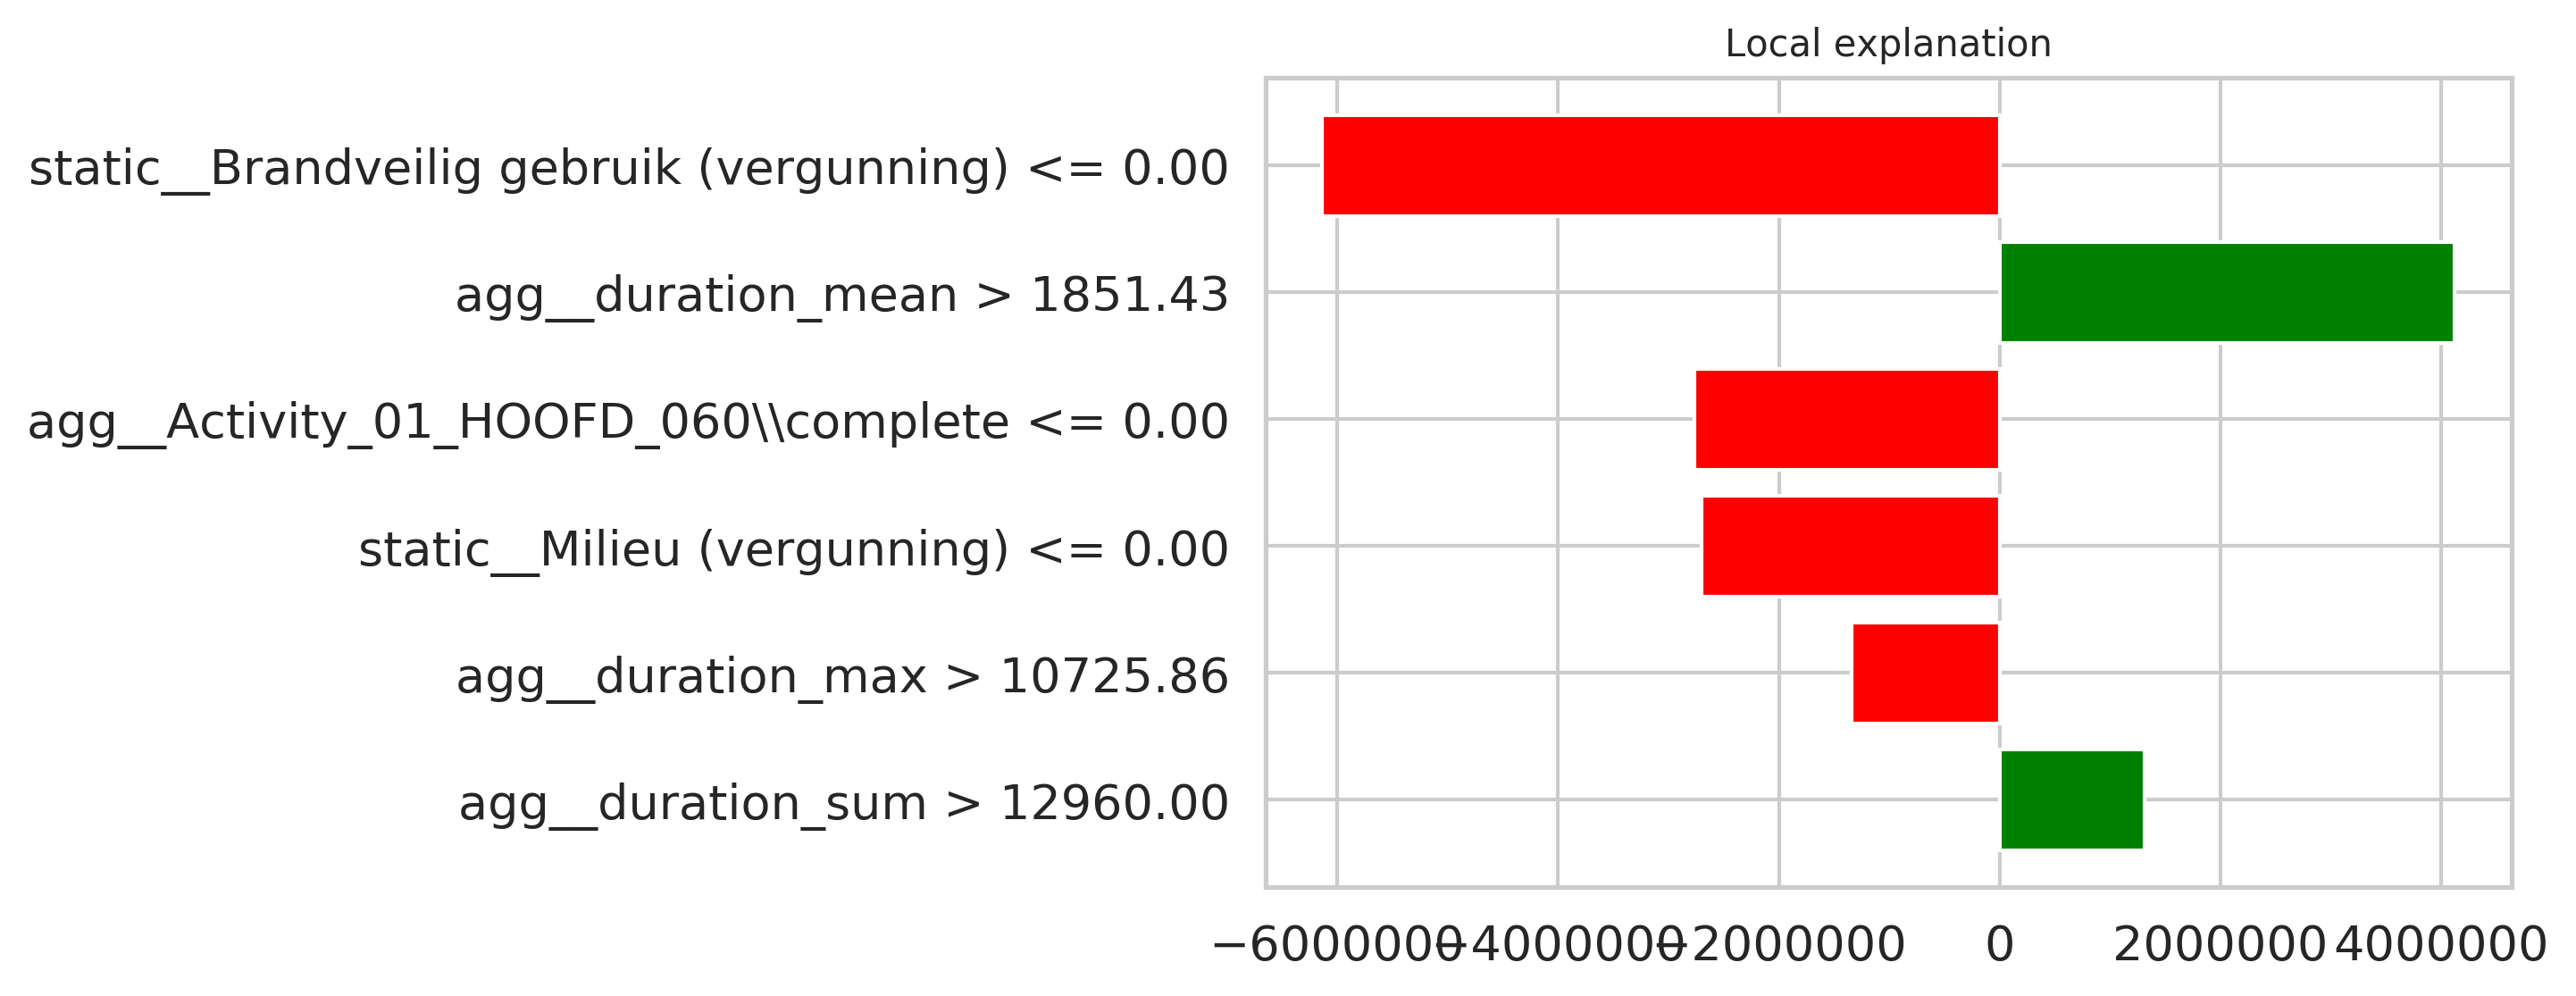 Local explanation
static__Brandveilig gebruik (vergunning) <= 0.00
agg__duration_mean > 1851.43
agg__Activity_01_HOOFD_060\\complete <= 0.00
static__Milieu (vergunning) <= 0.00
agg__duration_max > 10725.86
agg__duration_sum > 12960.00
−6000000 −4000000 −2000000 0 2000000 4000000